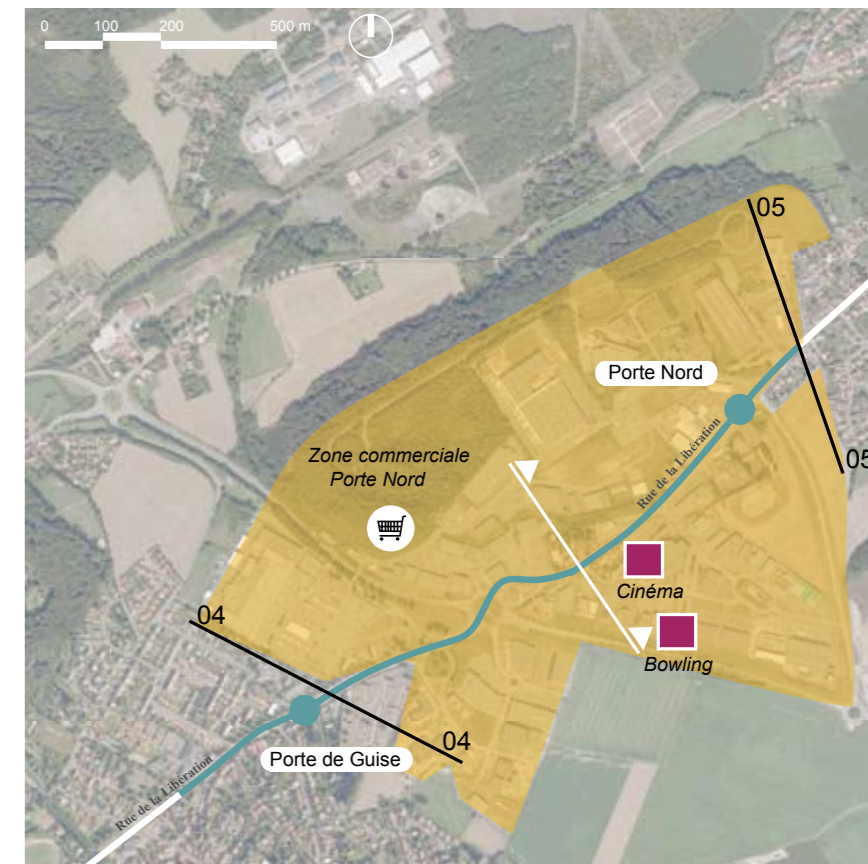 0 100 200 500 m
05
Porte Nord
Rue de la Libération
Zone commerciale
Porte Nord
05
Cinéma
04
Bowling
04
Porte de Guise
Rue de la Libération